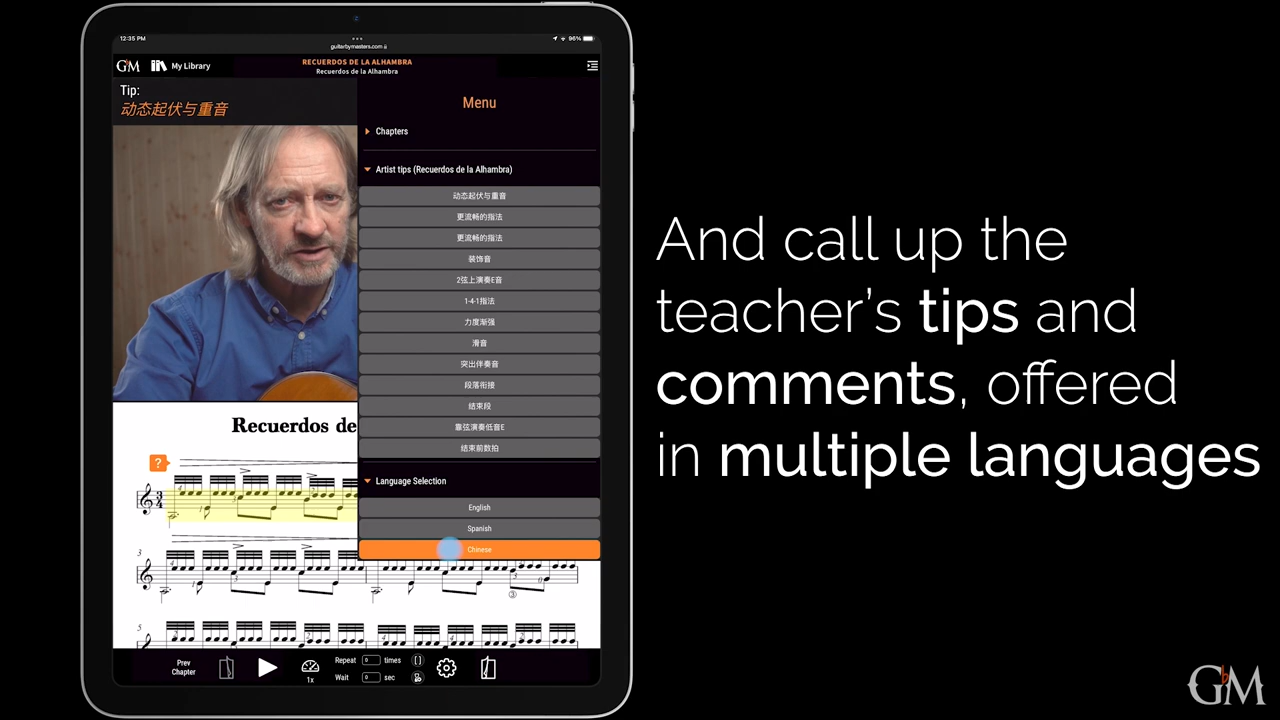 12:35 PM
guitarbymasters.com
96%
GbM
My Library
RECUERDOS DE LA ALHAMBRA
Recuerdos de la Alhambra
Tip:
动态起伏与重音
Menu
Chapters
Artist tips (Recuerdos de la Alhambra)
动态起伏与重音
更流畅的指法
更流畅的指法
装饰音
2弦上演奏E音
1-4-1指法
力度渐强
滑音
突出伴奏音
段落衔接
结束段
靠弦演奏低音E
结束前数拍
Language Selection
English
Spanish
Chinese
Recuerdos de
?
3
5
Prev
Chapter
1x
Repeat 0 times
Wait 0 sec
And call up the
teacher’s tips and
comments, offered
in multiple languages
GbM